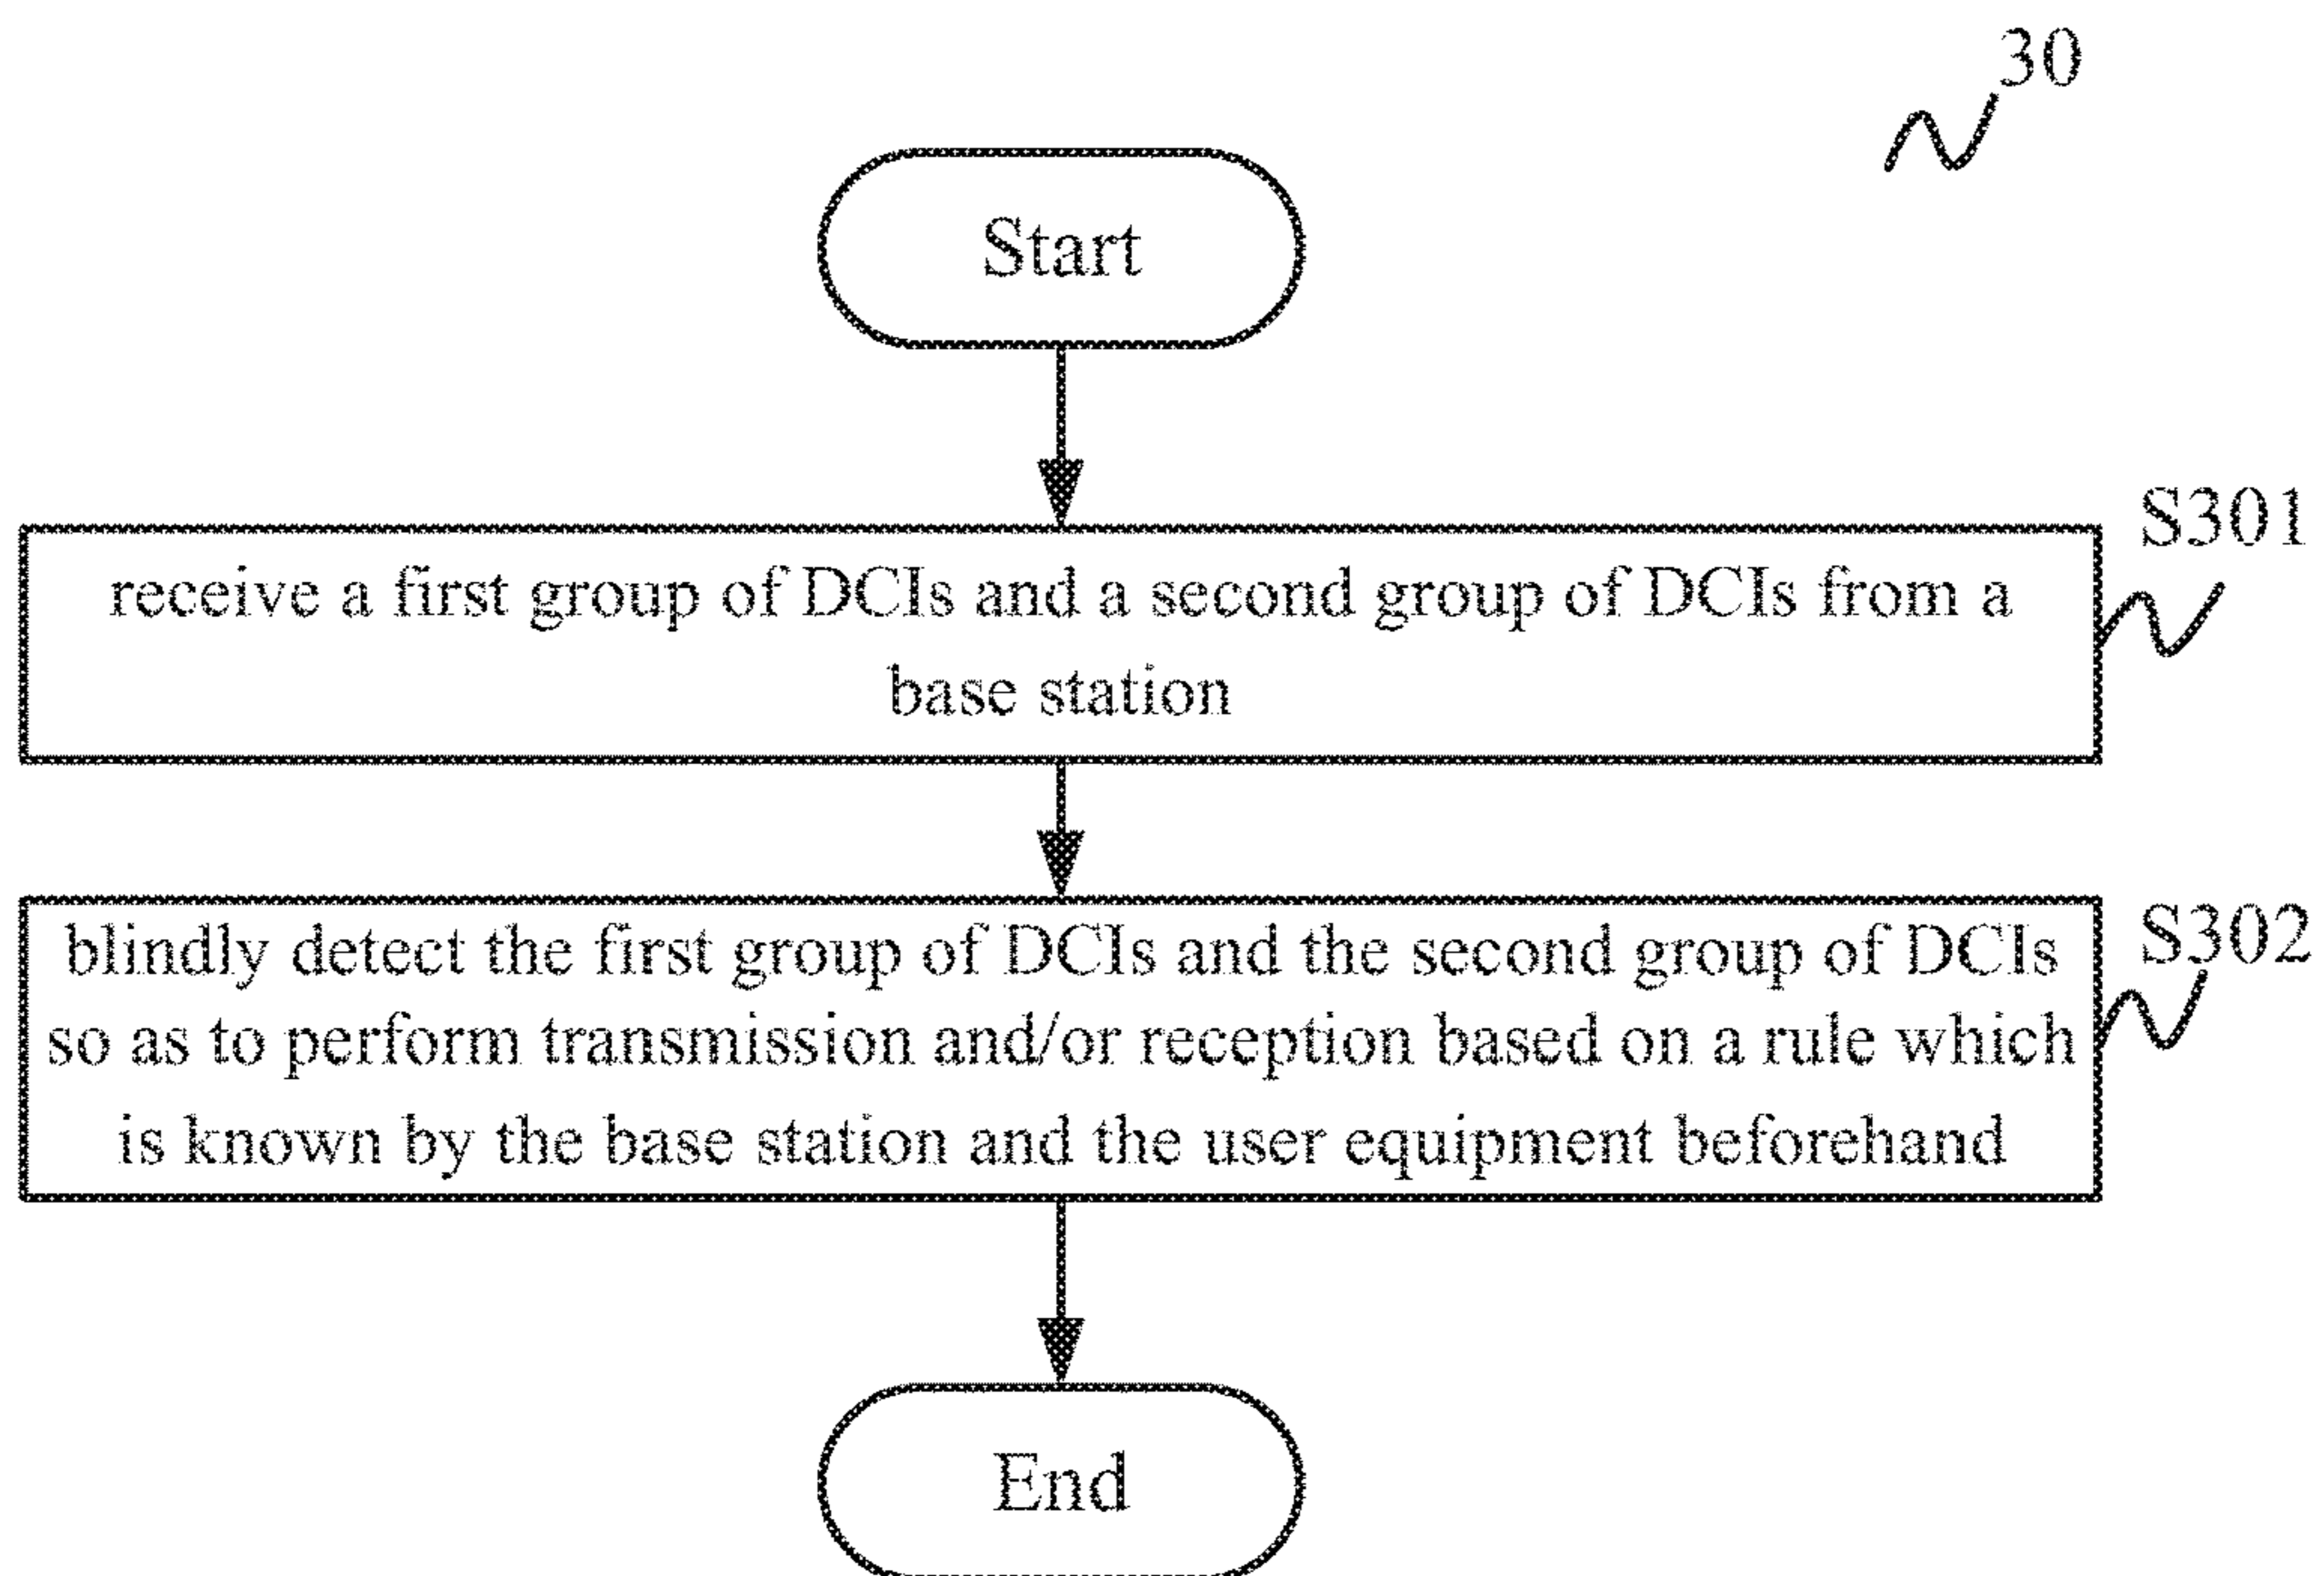 30
Start
S301
receive a first group of DCIs and a second group of DCIs from a
base station
S302
blindly detect the first group of DCIs and the second group of DCIs
so as to perform transmission and/or reception based on a rule which
is known by the base station and the user equipment beforehand
End